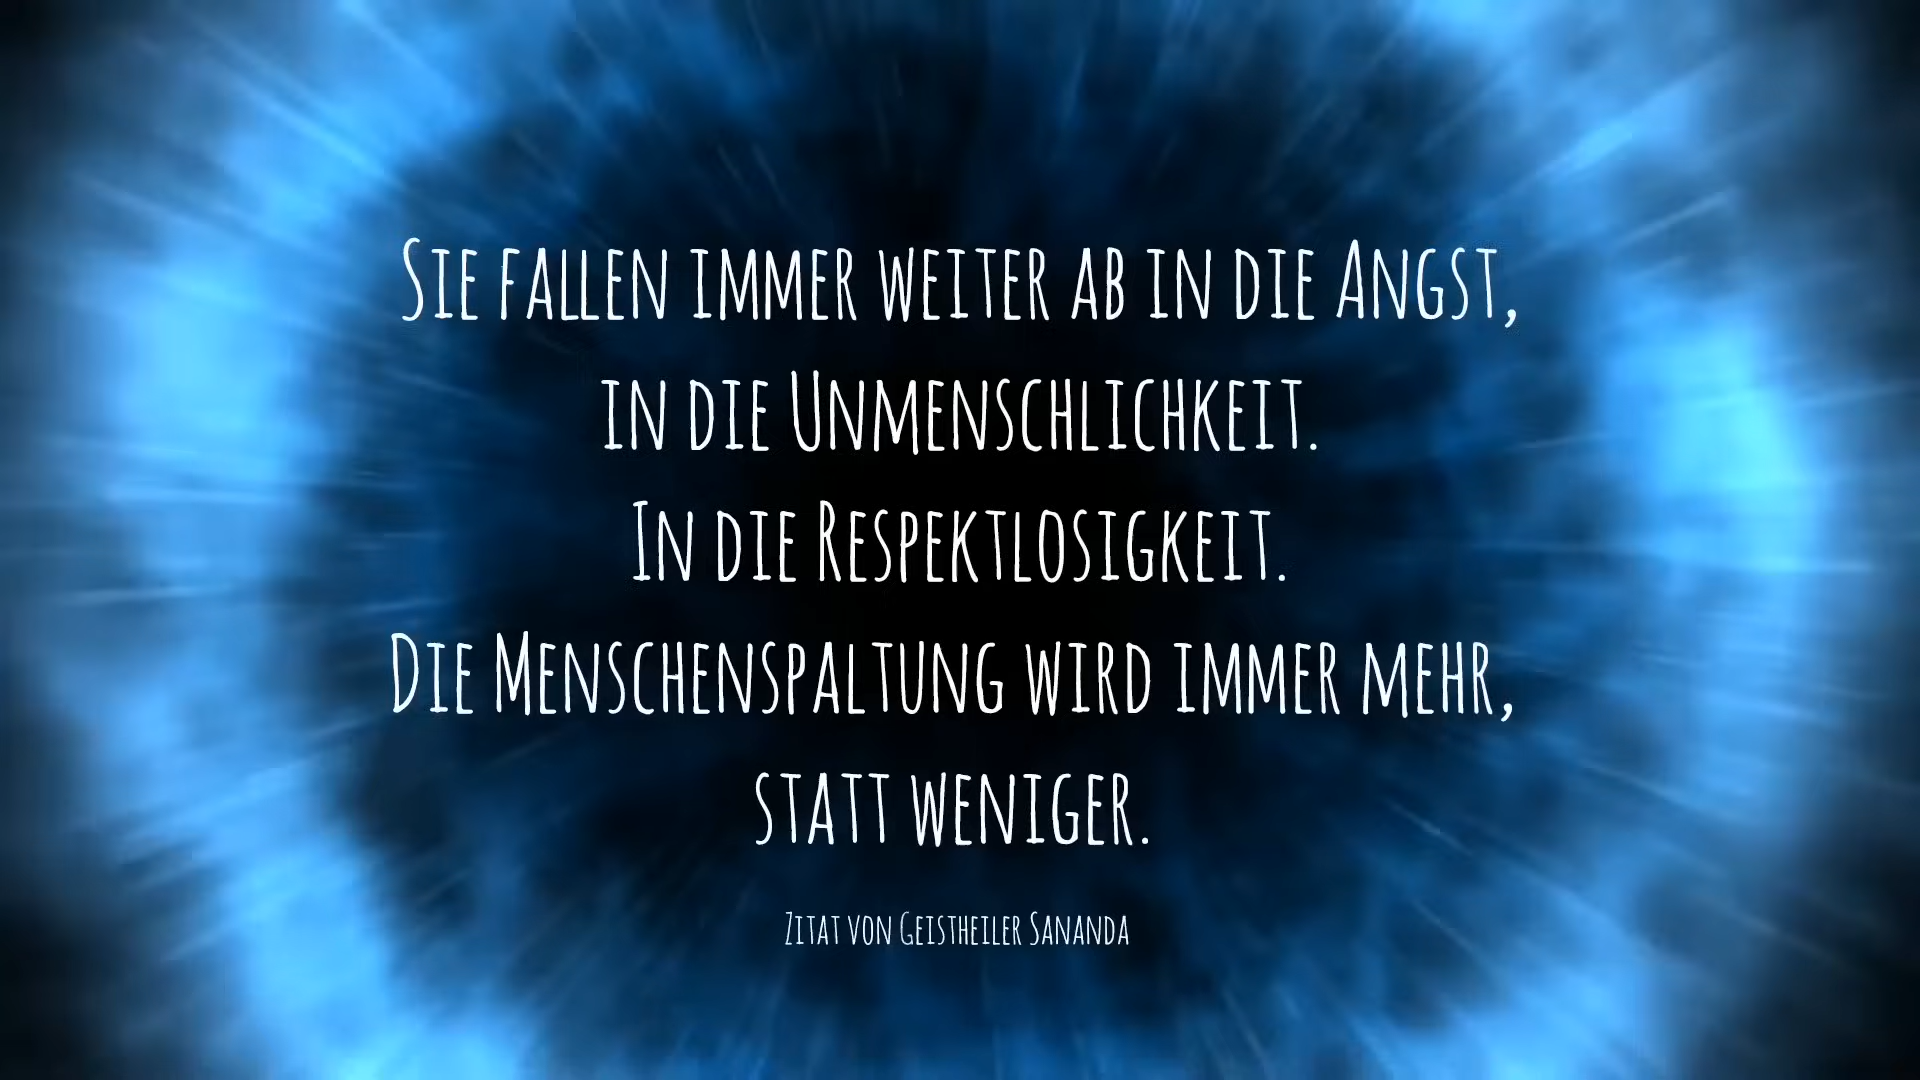 Sie fallen immer weiter ab in die Angst,
in die Unmenschlichkeit.
In die Respektlosigkeit.
Die Menschenspaltung wird immer mehr,
statt weniger.
Zitat von Geistheiler Sananda